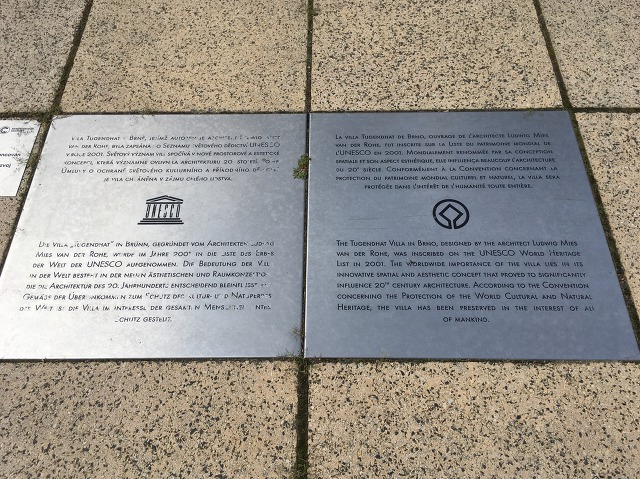 VILLA TUGENDHAT V BRNĚ, JEJÍMŽ AUTOREM JE ARCHITEKT LUDWIG MIES
VAN DER ROHE, BYLA ZAPSÁNA DO SEZNAMU SVĚTOVÉHO DĚDICTVÍ UNESCO
V ROCE 2001. SVĚTOVÝ VÝZNAM VILY SPOČÍVÁ V NOVÉ PROSTOROVÉ A ESTETICKÉ
KONCEPCI, KTERÁ VÝZNAMNĚ OVLIVNILA ARCHITEKTURU 20. STOLETÍ. PODLE
ÚMLUVY O OCHRANĚ SVĚTOVÉHO KULTURNÍHO A PŘÍRODNÍHO DĚDICTVÍ
JE VILA CHRÁNĚNA V ZÁJMU CELÉHO LIDSTVA.
UNESCO
DIE VILLA „TUGENDHAT" IN BRÜNN, GEGRÜNDET VOM ARCHITEKTEN LUDWIG
MIES VAN DER ROHE, WURDE IM JAHRE 2001 IN DIE LISTE DES ERBES
DER WELT DER UNESCO AUFGENOMMEN. DIE BEDEUTUNG DER VILLA
IN DER WELT BESTEHT IN DER NEUEN ÄSTHETISCHEN UND RAUMKONZEPTION,
DIE DIE ARCHITEKTUR DES 20. JAHRHUNDERTS ENTSCHEIDEND BEEINFLUSSTE.
GEMÄSS DER ÜBEREINKOMMEN ZUM SCHUTZ DES KULTUR- UND NATURERBES
DER WELT IST DIE VILLA IM INTERESSE DER GESAMTEN MENSCHHEIT UNTER
SCHUTZ GESTELLT.
LA VILLA TUGENDHAT DE BRNO, OUVRAGE DE L'ARCHITECTE LUDWIG MIES
VAN DER ROHE, FUT INSCRITE SUR LA LISTE DU PATRIMOINE MONDIAL DE
L'UNESCO EN 2001. MONDIALEMENT RENOMMÉE PAR SA CONCEPTION
SPATIALE ET SON ASPECT ESTHÉTIQUE, ELLE INFLUENÇA BEAUCOUP L'ARCHITECTURE
DU 20e SIÈCLE. CONFORMÉMENT À LA CONVENTION CONCERNANT LA
PROTECTION DU PATRIMOINE MONDIAL CULTUREL ET NATUREL, LA VILLA SERA
PROTÉGÉE DANS L'INTÉRÊT DE L'HUMANITÉ TOUTE ENTIÈRE.
THE TUGENDHAT VILLA IN BRNO, DESIGNED BY THE ARCHITECT LUDWIG MIES
VAN DER ROHE, WAS INSCRIBED ON THE UNESCO WORLD HERITAGE
LIST IN 2001. THE WORLDWIDE IMPORTANCE OF THE VILLA LIES IN ITS
INNOVATIVE SPATIAL AND AESTHETIC CONCEPT THAT PROVED TO SIGNIFICANTLY
INFLUENCE 20TH CENTURY ARCHITECTURE. ACCORDING TO THE CONVENTION
CONCERNING THE PROTECTION OF THE WORLD CULTURAL AND NATURAL
HERITAGE, THE VILLA HAS BEEN PRESERVED IN THE INTEREST OF ALL
OF MANKIND.